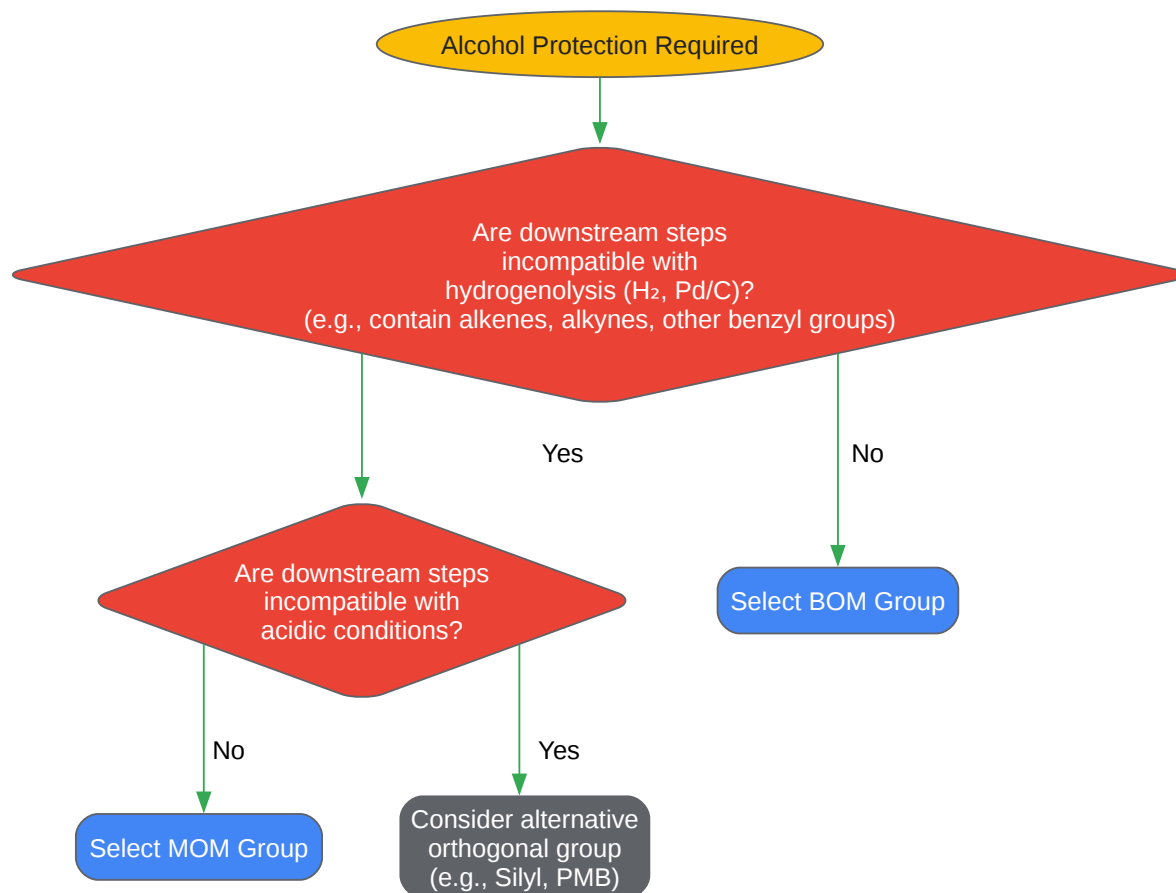 Alcohol Protection Required
Are downstream steps
incompatible with
hydrogenolysis (H₂, Pd/C)?
(e.g., contain alkenes, alkynes, other benzyl groups)
Yes
No
Are downstream steps
incompatible with
acidic conditions?
Select BOM Group
No
Yes
Select MOM Group
Consider alternative
orthogonal group
(e.g., Silyl, PMB)